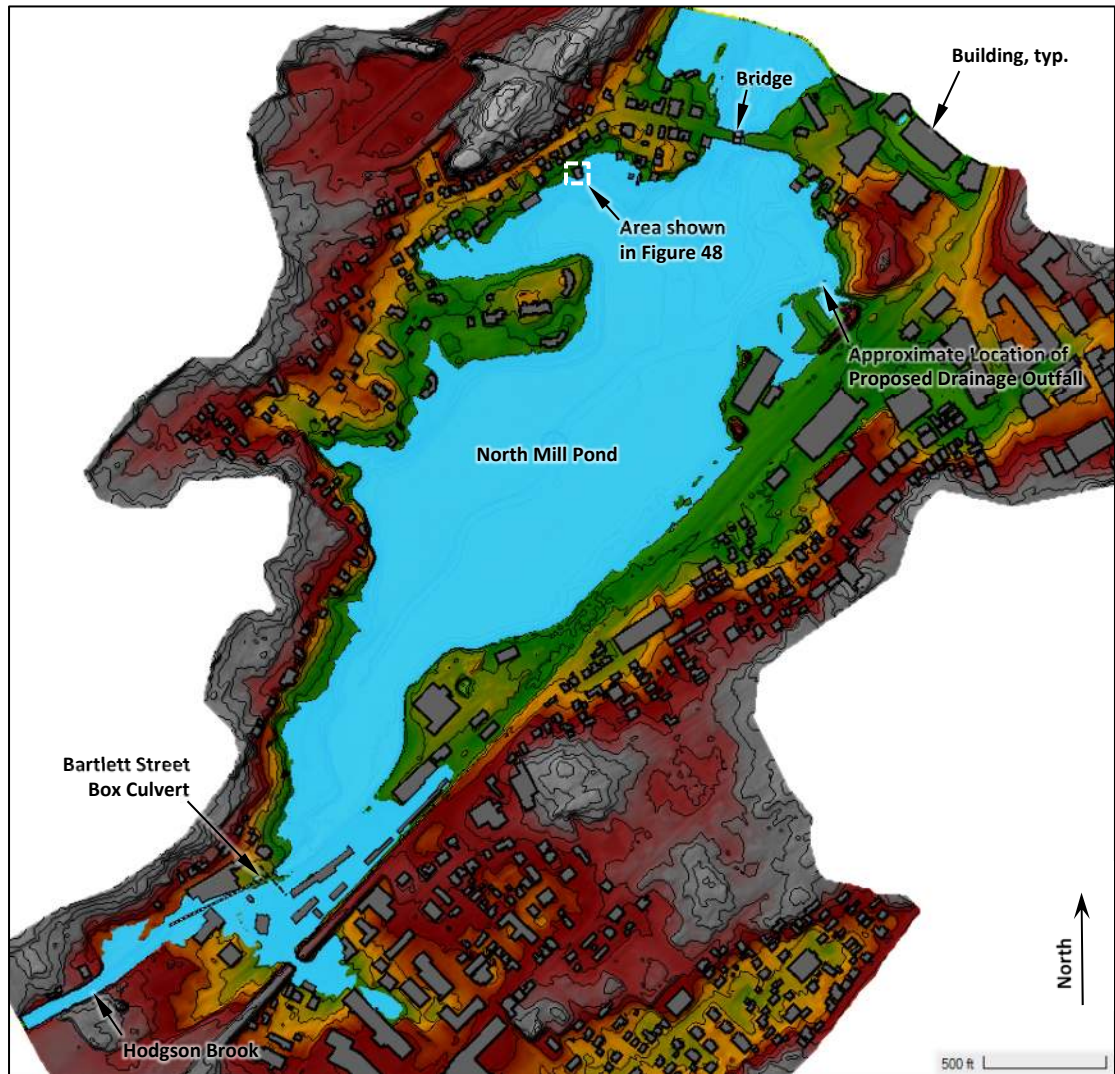 Building, typ.
Bridge
Area shown
in Figure 48
Approximate Location of
Proposed Drainage Outfall
North Mill Pond
Bartlett Street
Box Culvert
North
Hodgson Brook
500 ft